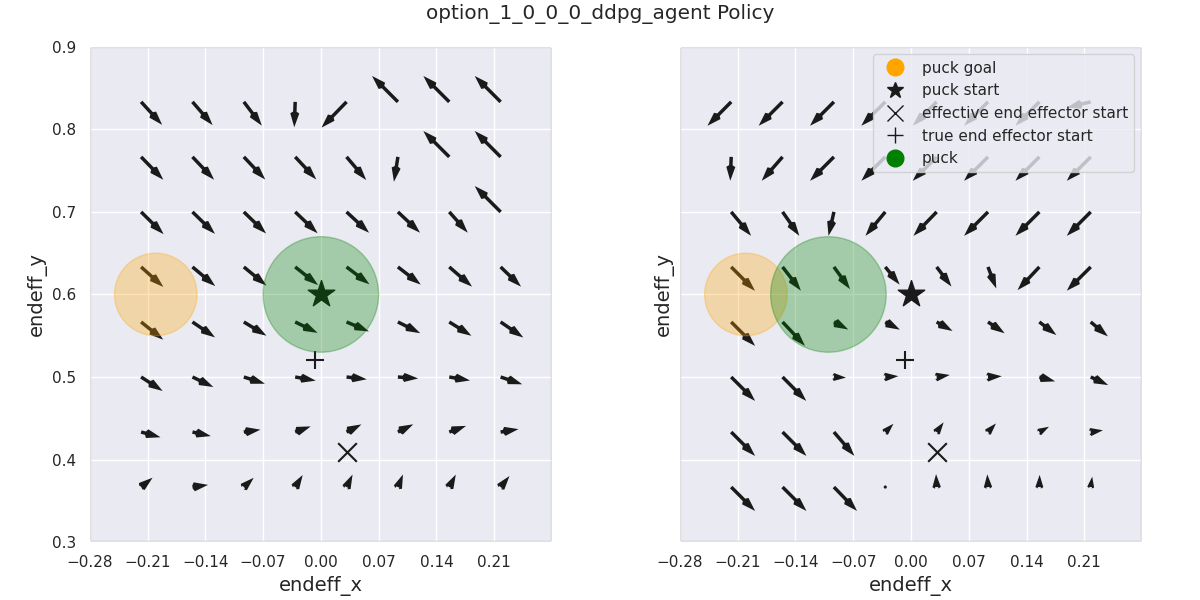 option_1_0_0_0_ddpg_agent Policy
0.9
0.8
0.7
0.6
0.5
0.4
0.3
endeff_y
−0.28 −0.21 −0.14 −0.07 0.00 0.07 0.14 0.21
endeff_x
puck goal
puck start
effective end effector start
true end effector start
puck
endeff_y
−0.28 −0.21 −0.14 −0.07 0.00 0.07 0.14 0.21
endeff_x